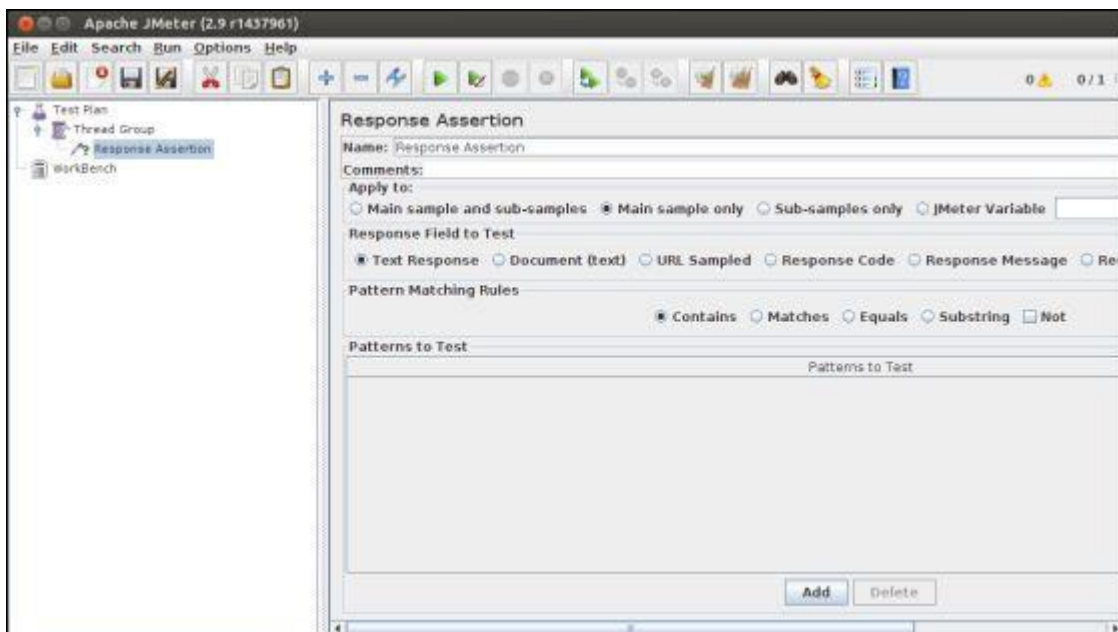 Apache JMeter (2.9 r1437961)
File Edit Search Run Options Help
0 0/1
Test Plan
Thread Group
Response Assertion
WorkBench
Response Assertion
Name: Response Assertion
Comments:
Apply to:
Main sample and sub-samples Main sample only Sub-samples only JMeter Variable
Response Field to Test
Text Response Document (text) URL Sampled Response Code Response Message Re
Pattern Matching Rules
Contains Matches Equals Substring Not
Patterns to Test
Patterns to Test
Add Delete